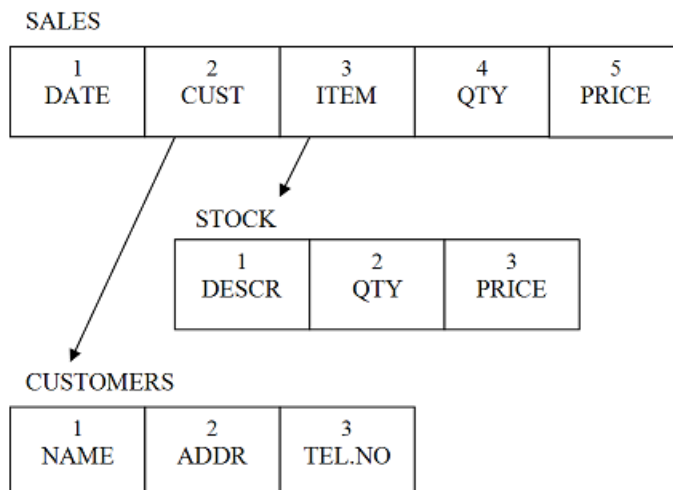 SALES
1 2 3 4 5
DATE CUST ITEM QTY PRICE
STOCK
1 2 3
DESCR QTY PRICE
CUSTOMERS
1 2 3
NAME ADDR TEL.NO